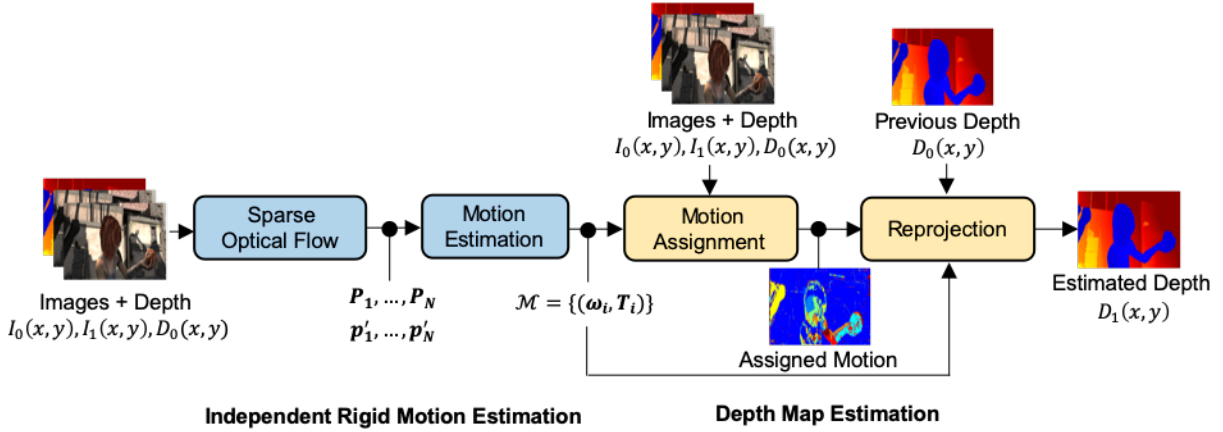 Images + Depth
I₀(x, y), I₁(x, y), D₀(x, y)
Previous Depth
D₀(x, y)
Sparse
Optical Flow
Motion
Estimation
Motion
Assignment
Reprojection
Images + Depth
I₀(x, y), I₁(x, y), D₀(x, y)
P₁, ..., P_N
p′₁, ..., p′_N
ℳ = {(ω_i, T_i)}
Assigned Motion
Estimated Depth
D₁(x, y)
Independent Rigid Motion Estimation
Depth Map Estimation